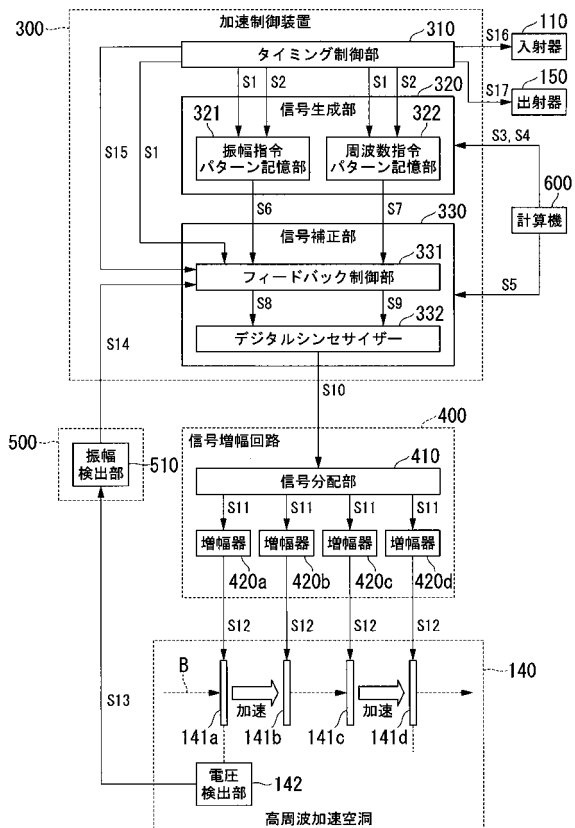 300
加速制御装置
310
タイミング制御部
S16
110
入射器
S17
150
出射器
S1
S2
S1
S2
320
信号生成部
321
振幅指令
パターン記憶部
322
周波数指令
パターン記憶部
S3, S4
S15
S1
S6
S7
330
600
計算機
信号補正部
331
フィードバック制御部
S5
S8
S9
332
デジタルシンセサイザー
S14
S10
400
500
振幅
検出部
510
信号増幅回路
410
信号分配部
S11
S11
S11
S11
増幅器
増幅器
増幅器
増幅器
420a
420b
420c
420d
S12
S12
S12
S12
140
B
加速
加速
S13
141a
141b
141c
141d
電圧
検出部
142
高周波加速空洞